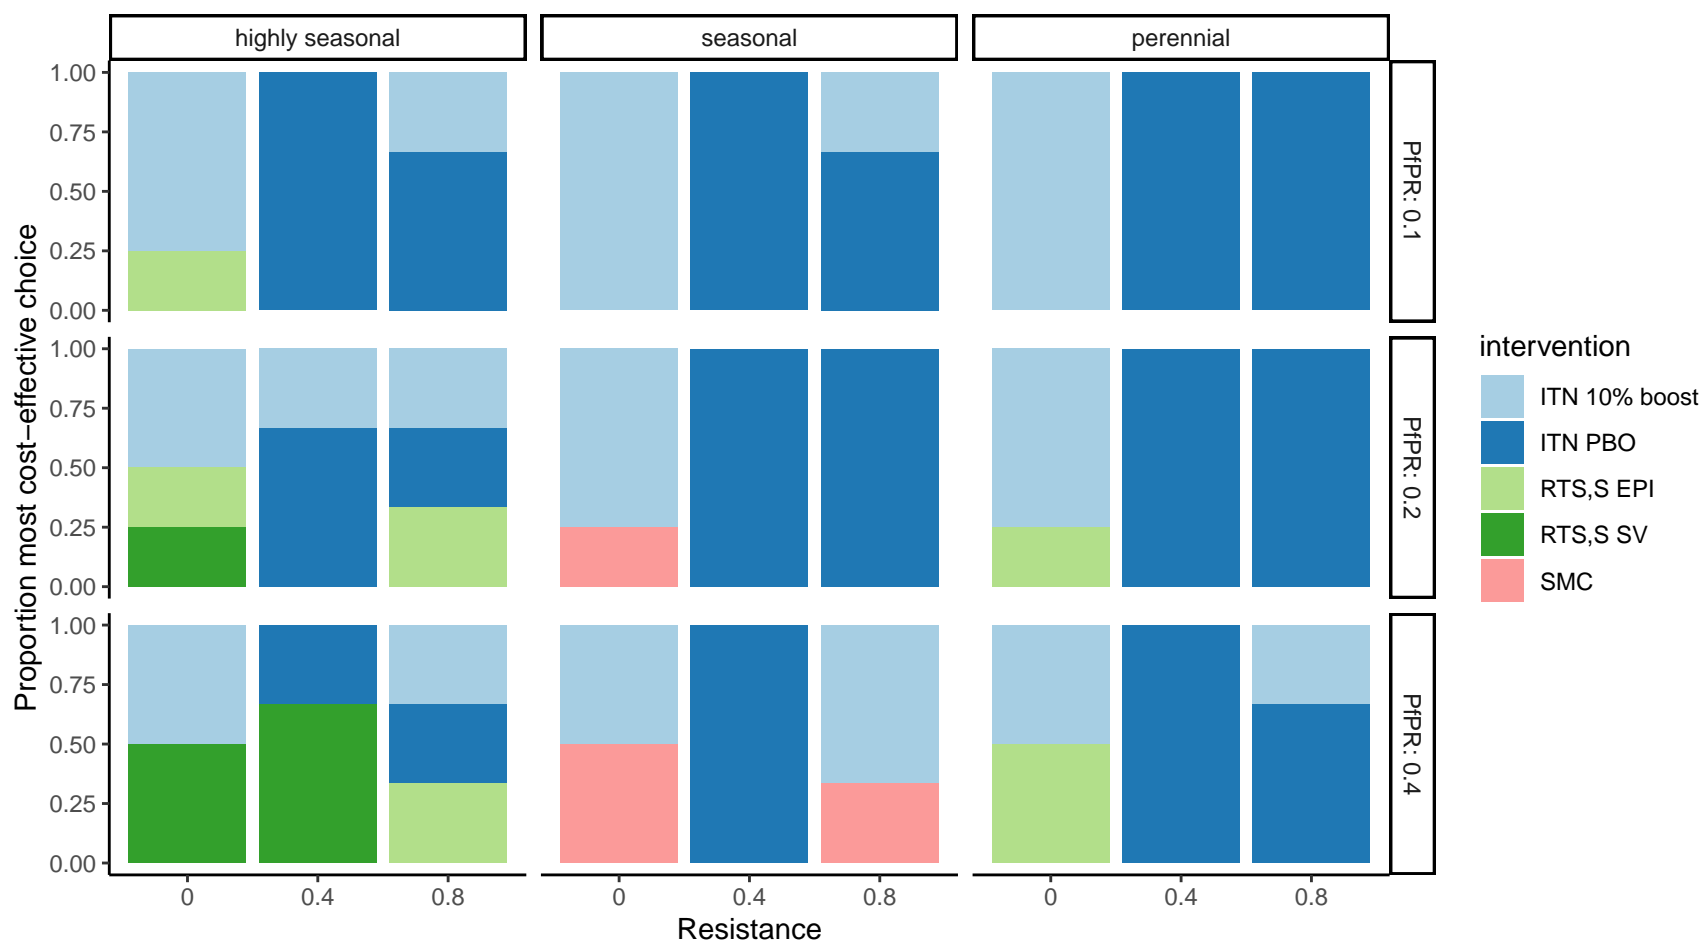 highly seasonal
seasonal
perennial
Proportion most cost−effective choice
1.00
0.75
0.50
0.25
0.00
PfPR: 0.1
1.00
0.75
0.50
0.25
0.00
PfPR: 0.2
1.00
0.75
0.50
0.25
0.00
PfPR: 0.4
0 0.4 0.8
0 0.4 0.8
0 0.4 0.8
Resistance
intervention
ITN 10% boost
ITN PBO
RTS,S EPI
RTS,S SV
SMC